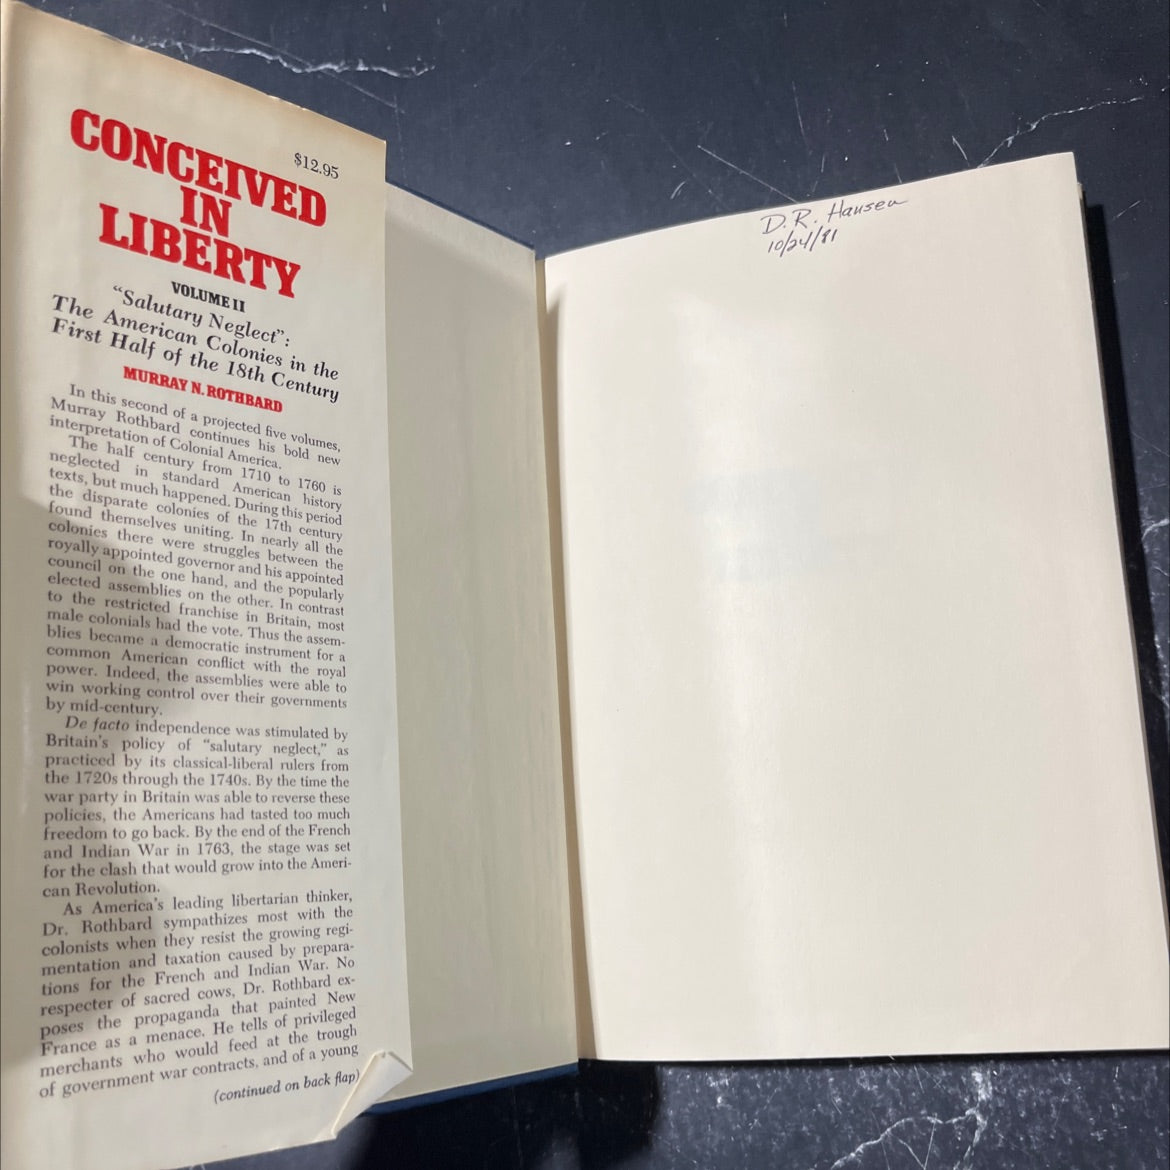 CONCEIVED
$12.95
IN
LIBERTY
VOLUME II
“Salutary Neglect”:
The American Colonies in the
First Half of the 18th Century
MURRAY N. ROTHBARD
In this second of a projected five volumes,
Murray Rothbard continues his bold new
interpretation of Colonial America.
The half century from 1710 to 1760 is
neglected in standard American history
texts, but much happened. During this period
the disparate colonies of the 17th century
found themselves uniting. In nearly all the
colonies there were struggles between the
royally appointed governor and his appointed
council on the one hand, and the popularly
elected assemblies on the other. In contrast
to the restricted franchise in Britain, most
male colonials had the vote. Thus the assem-
blies became a democratic instrument for a
common American conflict with the royal
power. Indeed, the assemblies were able to
win working control over their governments
by mid-century.
De facto independence was stimulated by
Britain’s policy of “salutary neglect,” as
practiced by its classical-liberal rulers from
the 1720s through the 1740s. By the time the
war party in Britain was able to reverse these
policies, the Americans had tasted too much
freedom to go back. By the end of the French
and Indian War in 1763, the stage was set
for the clash that would grow into the Ameri-
can Revolution.
As America’s leading libertarian thinker,
Dr. Rothbard sympathizes most with the
colonists when they resist the growing regi-
mentation and taxation caused by prepara-
tions for the French and Indian War. No
respecter of sacred cows, Dr. Rothbard ex-
poses the propaganda that painted New
France as a menace. He tells of privileged
merchants who would feed at the trough
of government war contracts, and of a young
(continued on back flap)
D.R. Hansen
10/24/81